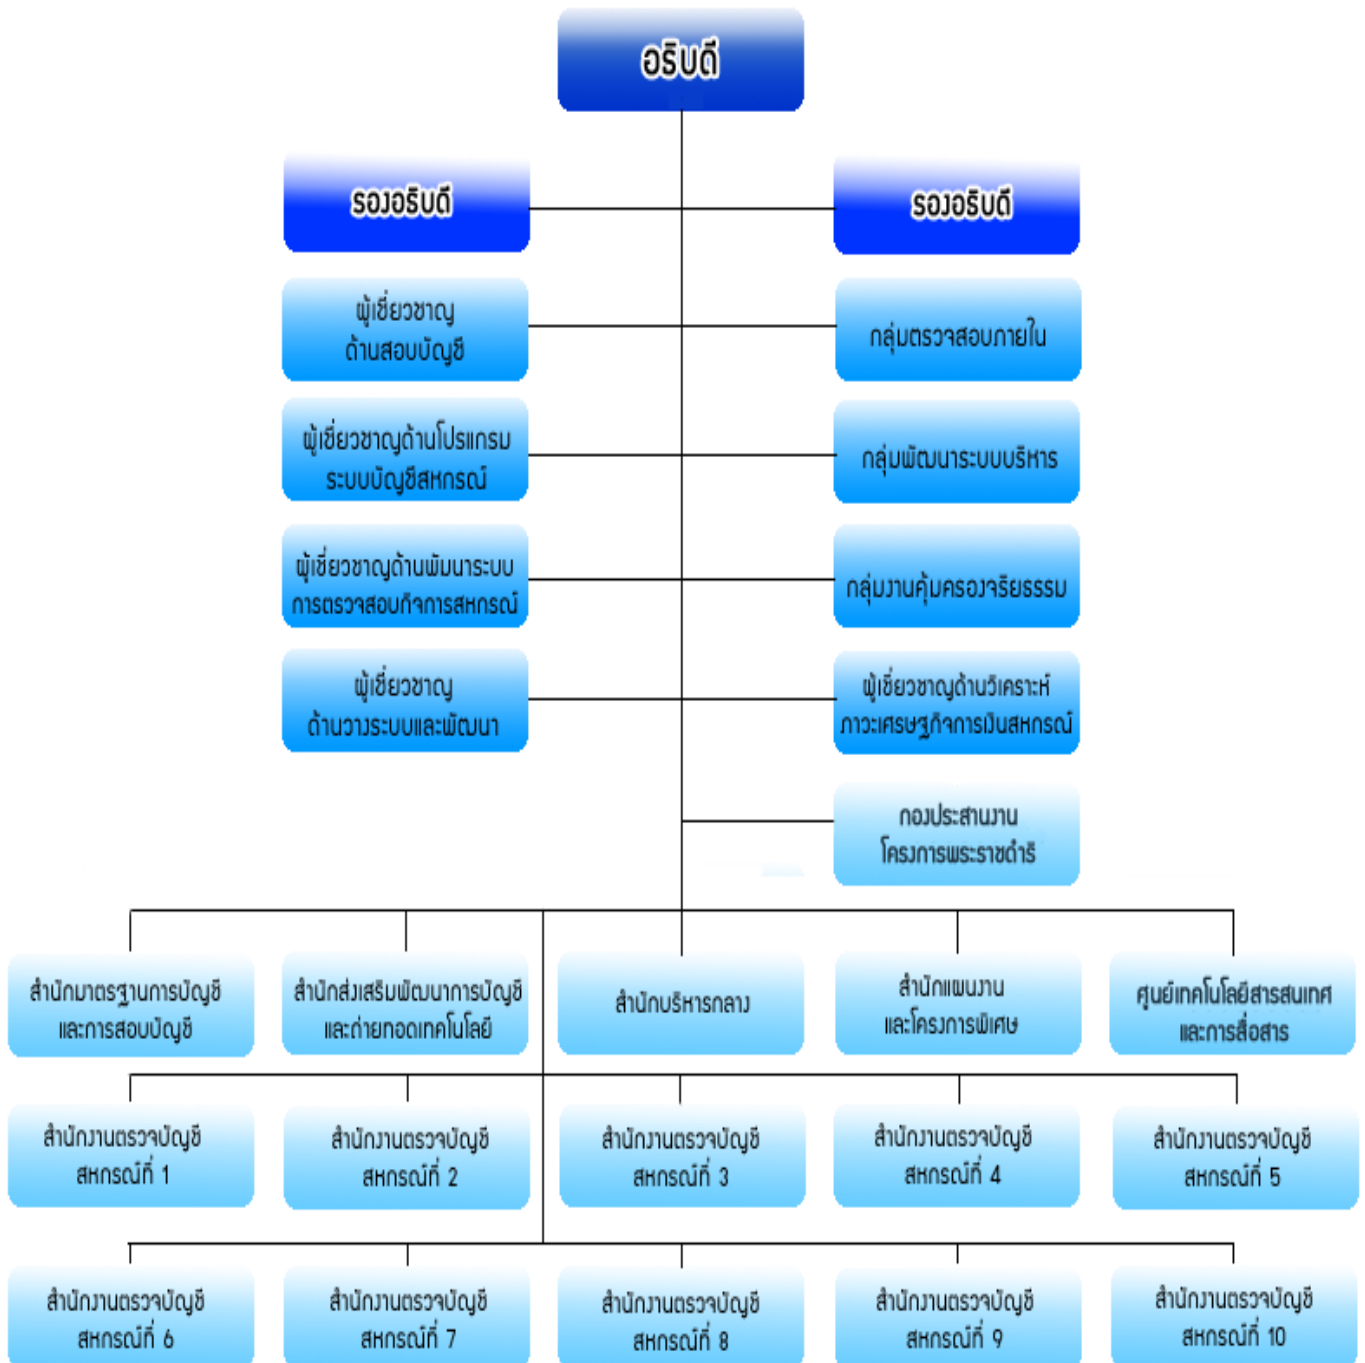 อธิบดี
รองอธิบดี
รองอธิบดี
ผู้เชี่ยวชาญ
ด้านสอบบัญชี
กลุ่มตรวจสอบภายใน
ผู้เชี่ยวชาญด้านโปรแกรม
ระบบบัญชีสหกรณ์
กลุ่มพัฒนาระบบบริหาร
ผู้เชี่ยวชาญด้านพัมนาระบบ
การตรวจสอบกิจการสหกรณ์
กลุ่มงานคุ้มครองจริยธรรม
ผู้เชี่ยวชาญ
ด้านวางระบบและพัฒนา
ผู้เชี่ยวชาญด้านวิเคราะห์
ภาวะเศรษฐกิจการเงินสหกรณ์
กองประสานงาน
โครงการพระราชดำริ
สำนักมาตรฐานการบัญชี
และการสอบบัญชี
สำนักส่งเสริมพัฒนาการบัญชี
และถ่ายทอดเทคโนโลยี
สำนักบริหารกลาง
สำนักแผนงาน
และโครงการพิเศษ
ศูนย์เทคโนโลยีสารสนเทศ
และการสื่อสาร
สำนักงานตรวจบัญชี
สหกรณ์ที่ 1
สำนักงานตรวจบัญชี
สหกรณ์ที่ 2
สำนักงานตรวจบัญชี
สหกรณ์ที่ 3
สำนักงานตรวจบัญชี
สหกรณ์ที่ 4
สำนักงานตรวจบัญชี
สหกรณ์ที่ 5
สำนักงานตรวจบัญชี
สหกรณ์ที่ 6
สำนักงานตรวจบัญชี
สหกรณ์ที่ 7
สำนักงานตรวจบัญชี
สหกรณ์ที่ 8
สำนักงานตรวจบัญชี
สหกรณ์ที่ 9
สำนักงานตรวจบัญชี
สหกรณ์ที่ 10